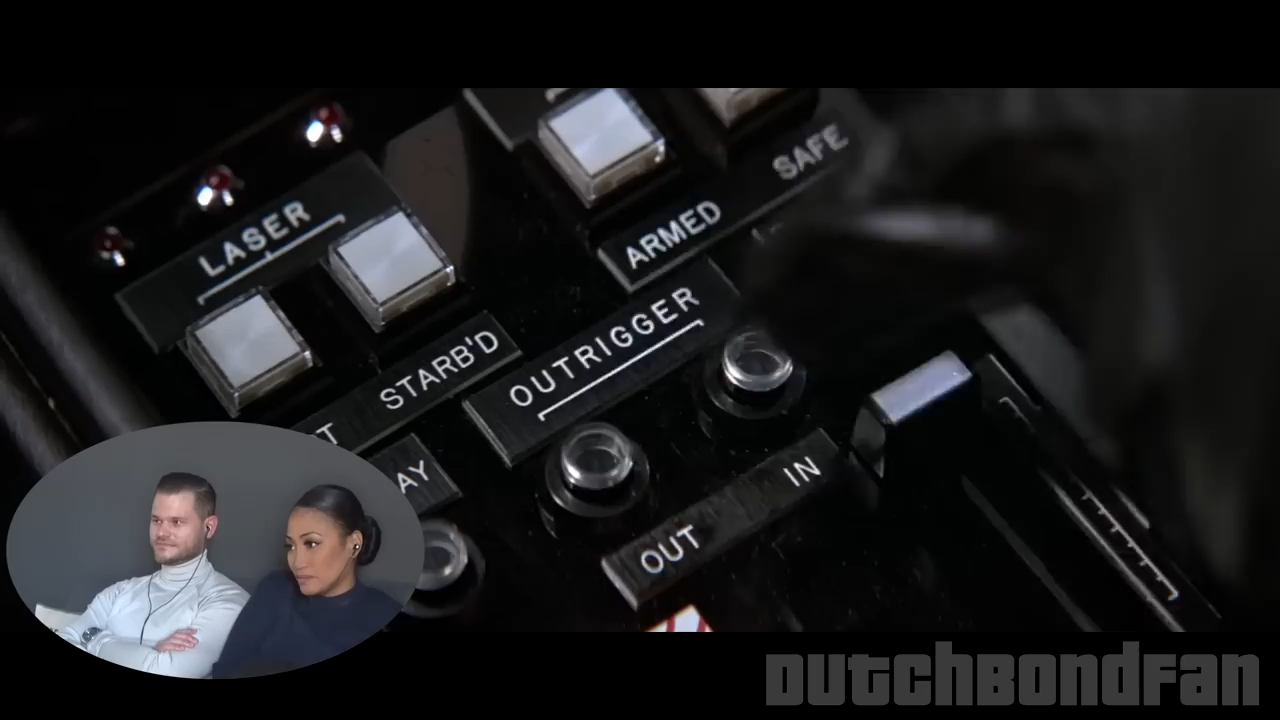 SAFE
LASER
ARMED
STARB'D
OUTRIGGER
IN
OUT
DUTCHBONDFAN